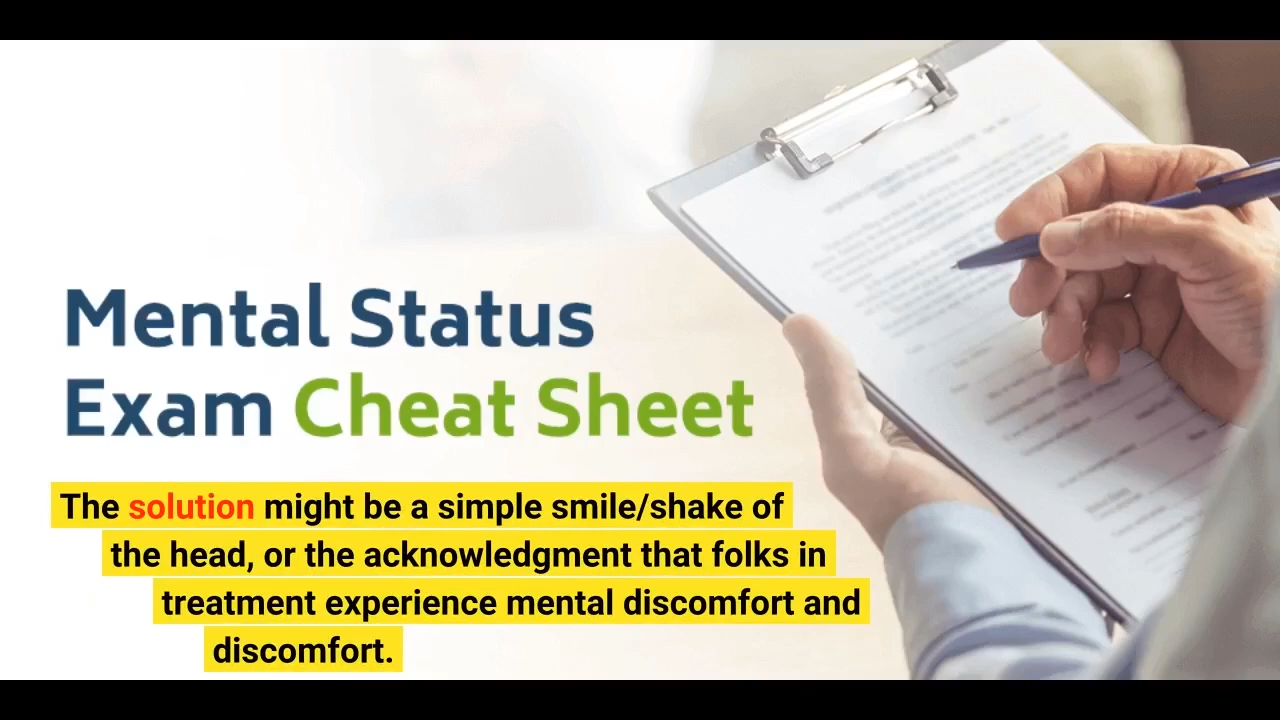 Mental Status
Exam Cheat Sheet
The solution might be a simple smile/shake of
the head, or the acknowledgment that folks in
treatment experience mental discomfort and
discomfort.